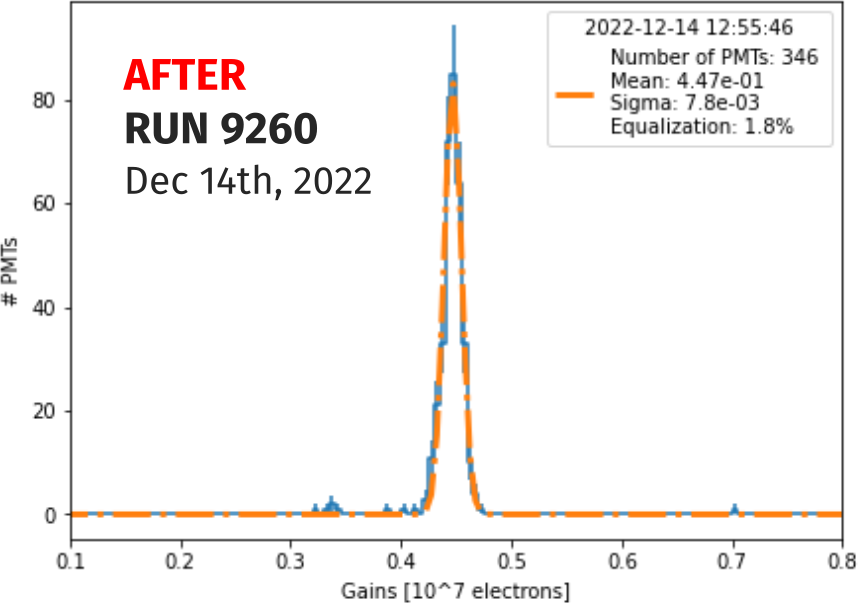 AFTER
RUN 9260
Dec 14th, 2022
2022-12-14 12:55:46
Number of PMTs: 346
Mean: 4.47e-01
Sigma: 7.8e-03
Equalization: 1.8%
# PMTs
80
60
40
20
0
0.1 0.2 0.3 0.4 0.5 0.6 0.7 0.8
Gains [10^7 electrons]